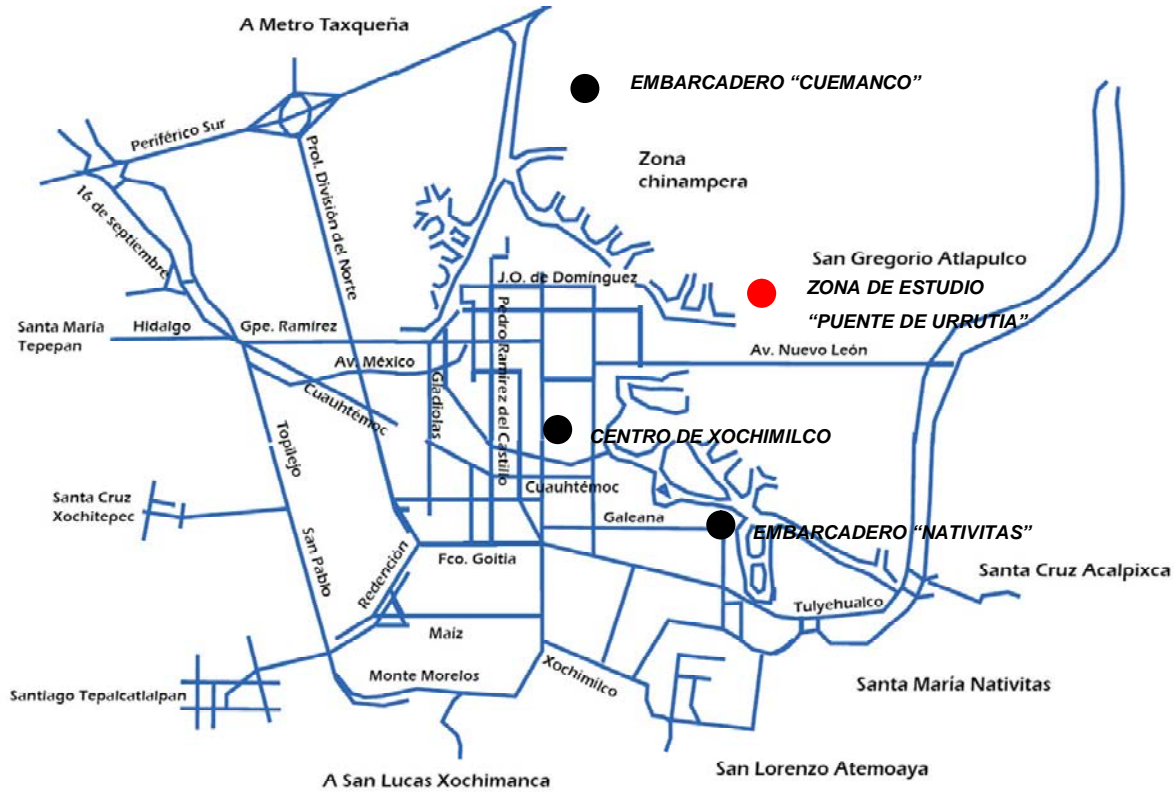 A Metro Taxqueña
EMBARCADERO “CUEMANCO”
Periférico Sur
Prol. División del Norte
Zona
chinampera
16 de septiembre
San Gregorio Atlapulco
J.O. de Domínguez
ZONA DE ESTUDIO
“PUENTE DE URRUTIA”
Santa María
Tepepan
Hidalgo
Gpe. Ramírez
Pedro Ramírez del Castillo
Av. Nuevo León
Av. México
Gladiolas
Cuauhtémoc
CENTRO DE XOCHIMILCO
Topilejo
Cuauhtémoc
Santa Cruz
Xochitepec
Galeana
EMBARCADERO “NATIVITAS”
San Pablo
Redención
Fco. Goitia
Santa Cruz Acalpixca
Tulyehualco
Maíz
Xochimilco
Monte Morelos
Santiago Tepalcatlalpan
Santa María Nativitas
San Lorenzo Atemoaya
A San Lucas Xochimanca